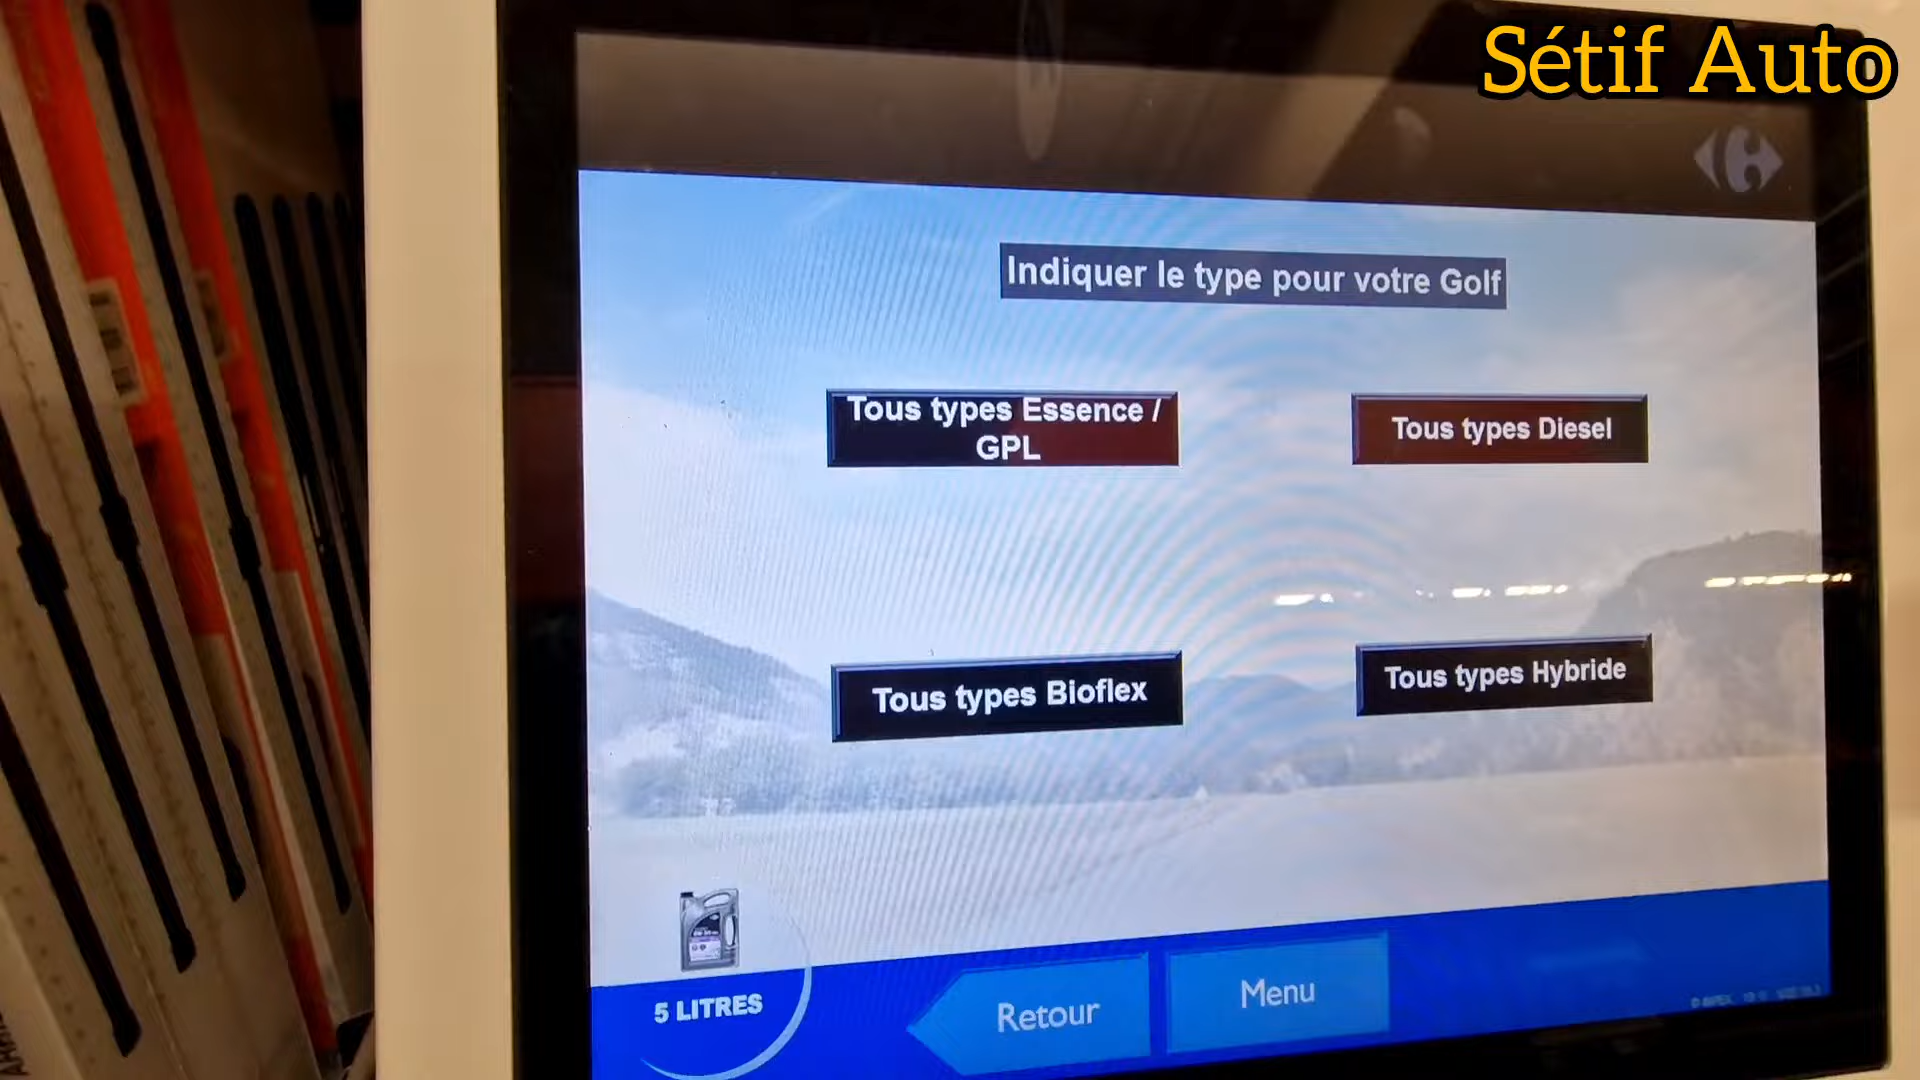 Sétif Auto
Indiquer le type pour votre Golf
Tous types Essence /
GPL
Tous types Diesel
Tous types Bioflex
Tous types Hybride
5 LITRES
Retour
Menu